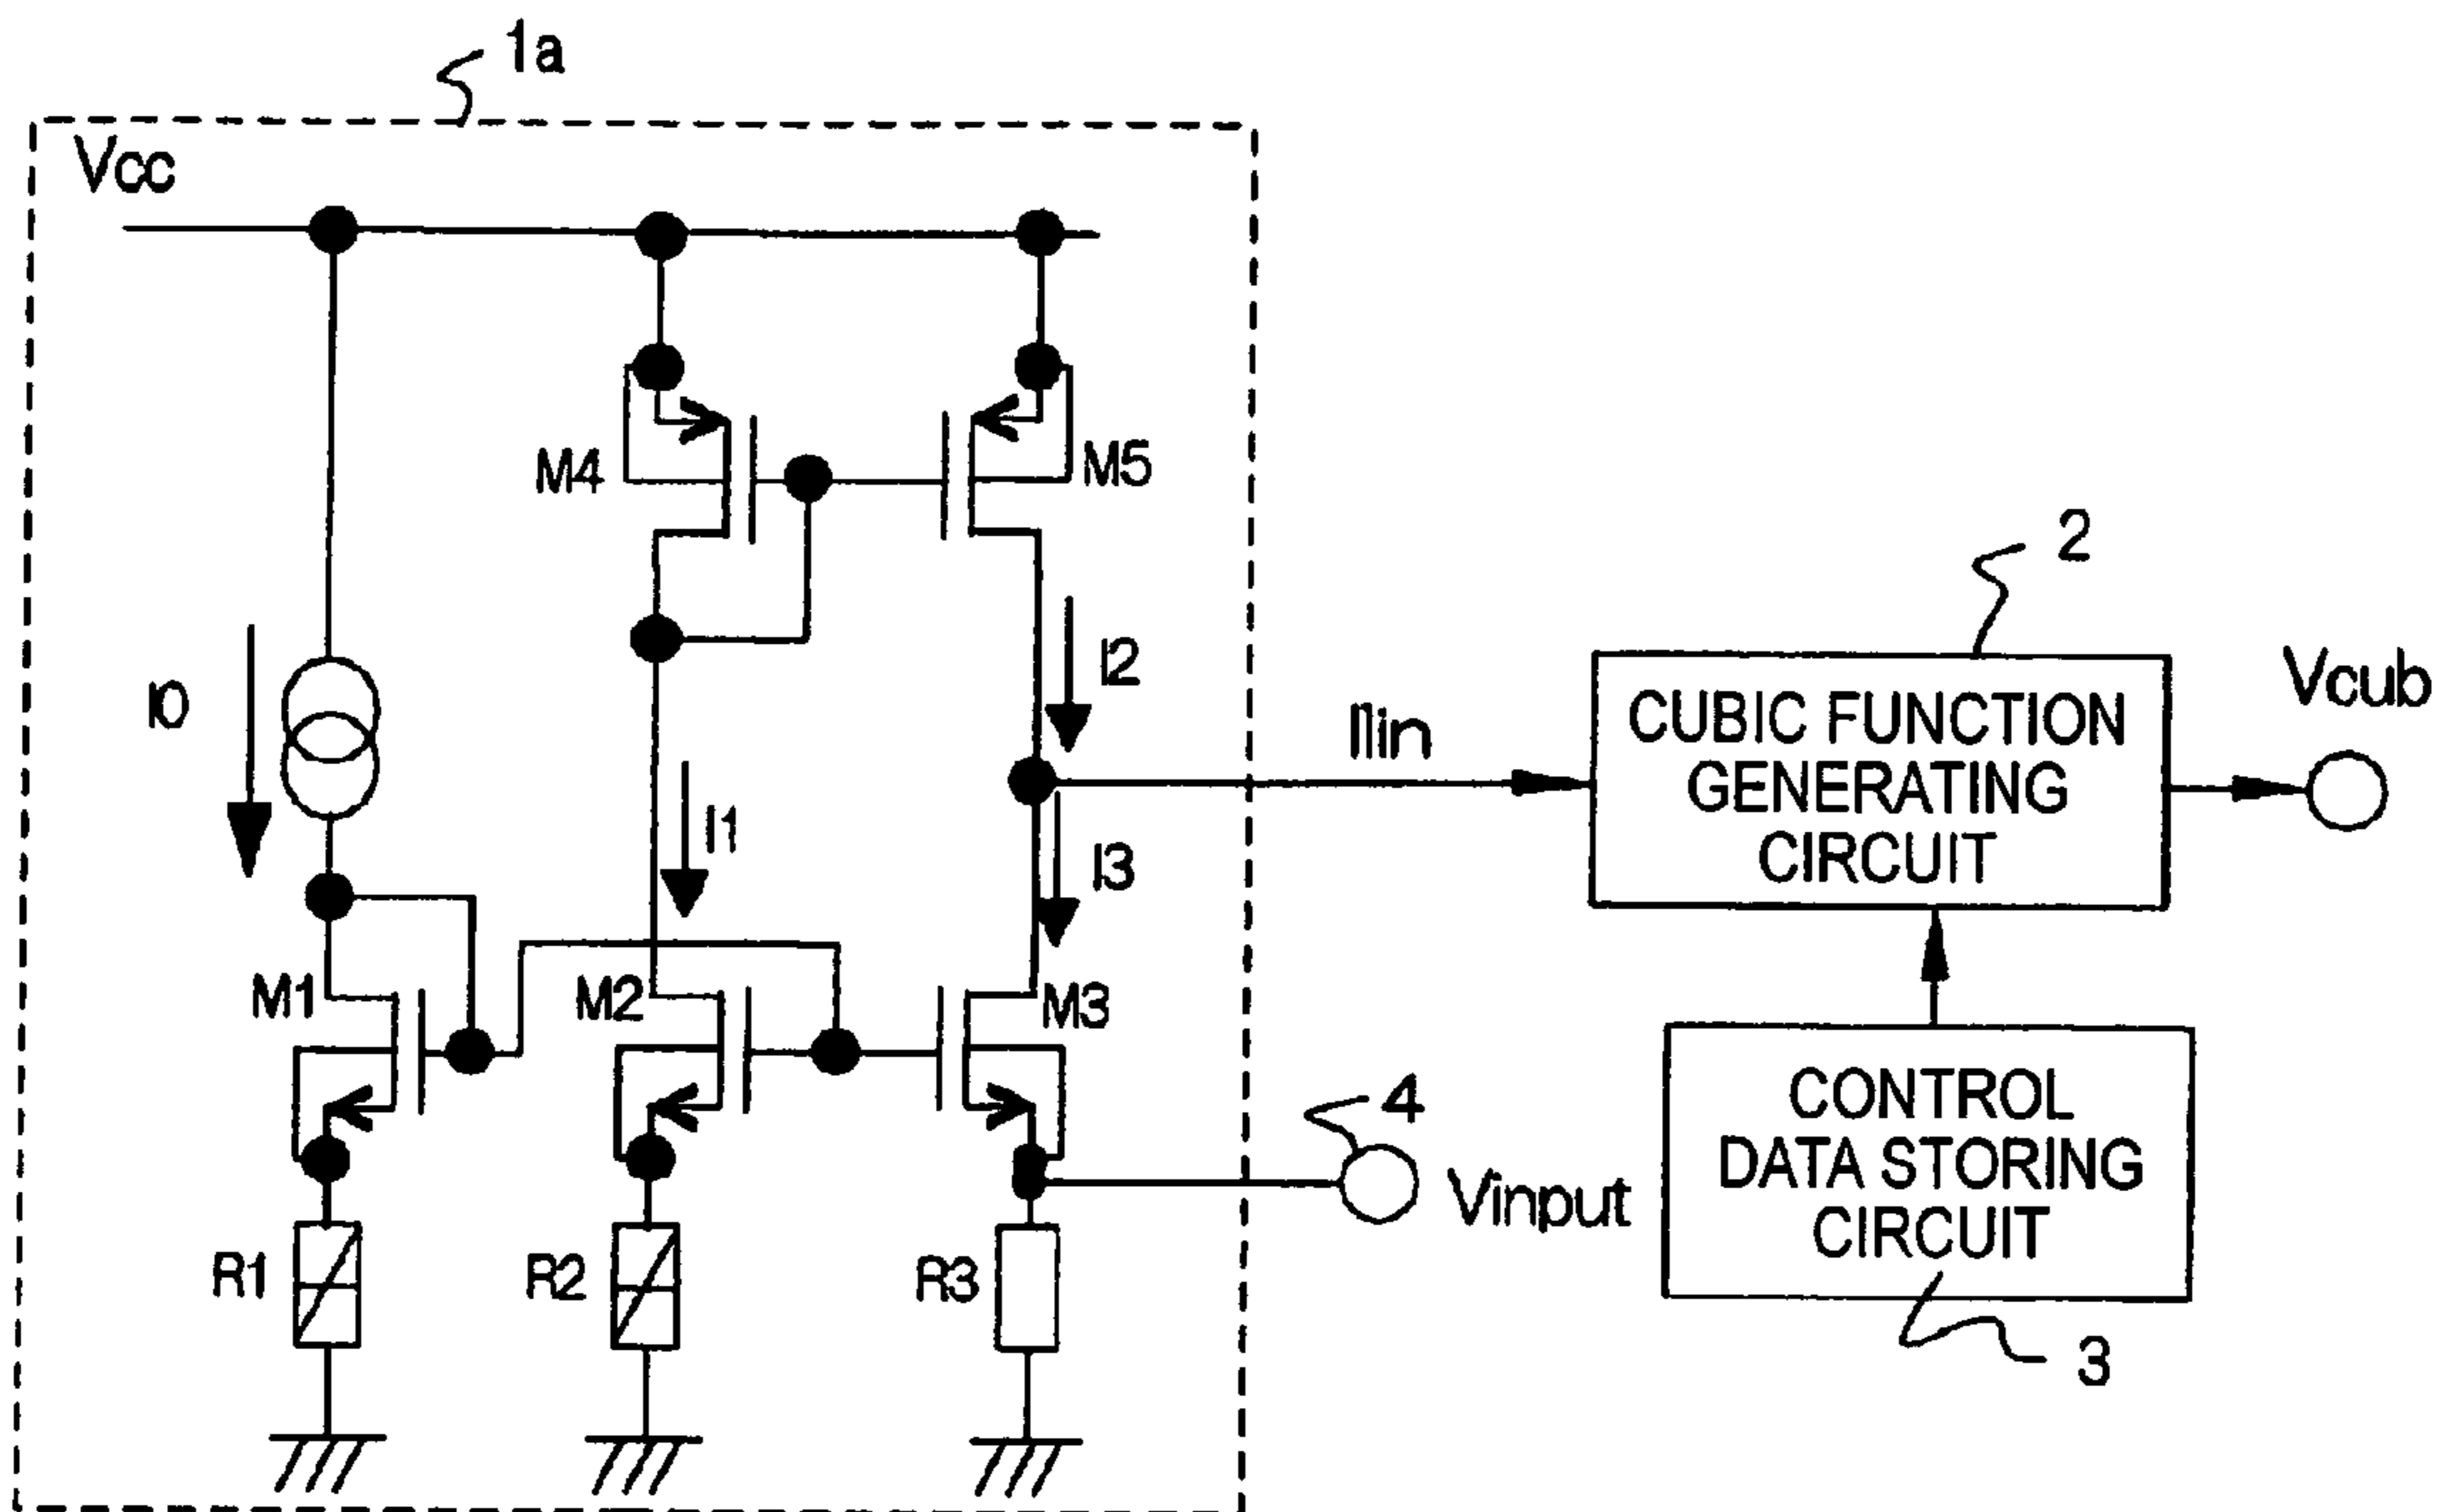 1a
Vcc
M4
M5
2
I2
I0
Vcub
CUBIC FUNCTION
GENERATING
CIRCUIT
Iin
I1
I3
M1
M2
M3
4
CONTROL
DATA STORING
CIRCUIT
Vinput
R1
R2
R3
3